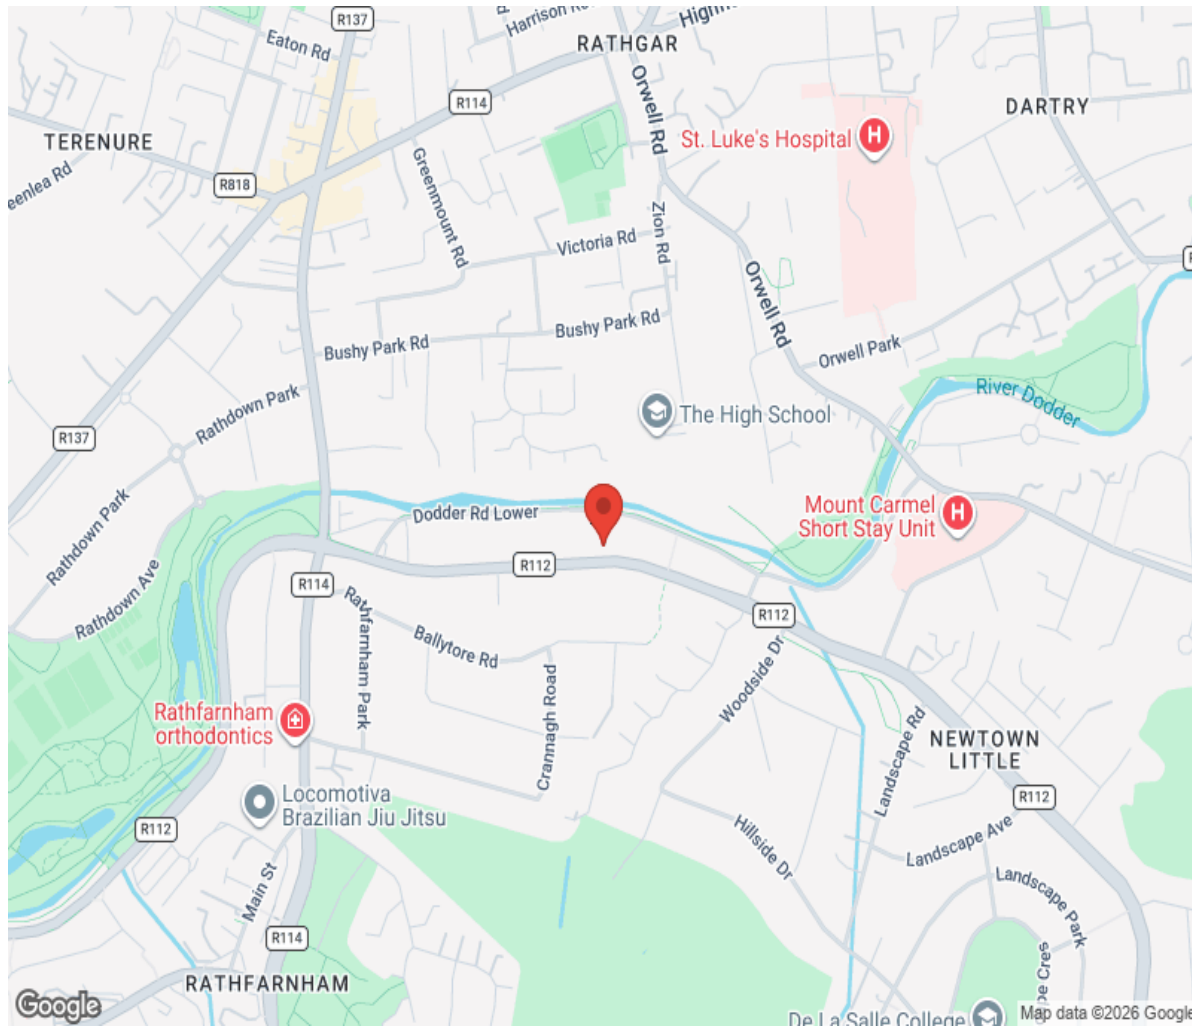 R137
Harrison Rd
Eaton Rd
RATHGAR
R114
DARTRY
TERENURE
Orwell Rd
St. Luke's Hospital
H
R818
Greenmount Rd
Zion Rd
Victoria Rd
Orwell Rd
Bushy Park Rd
Bushy Park Rd
Orwell Park
Rathdown Park
River Dodder
The High School
R137
Rathdown Park
Dodder Rd Lower
Mount Carmel
Short Stay Unit
H
R112
R114
Rathdown Ave
Rathfarnham Park
R112
Ballytore Rd
Woodside Dr
Crannagh Road
Rathfarnham
orthodontics
Landscape Rd
NEWTOWN
LITTLE
Locomotiva
Brazilian Jiu Jitsu
R112
R112
Hillside Dr
Landscape Ave
Main St
Landscape Park
R114
RATHFARNHAM
Google
De La Salle College
Map data ©2026 Google